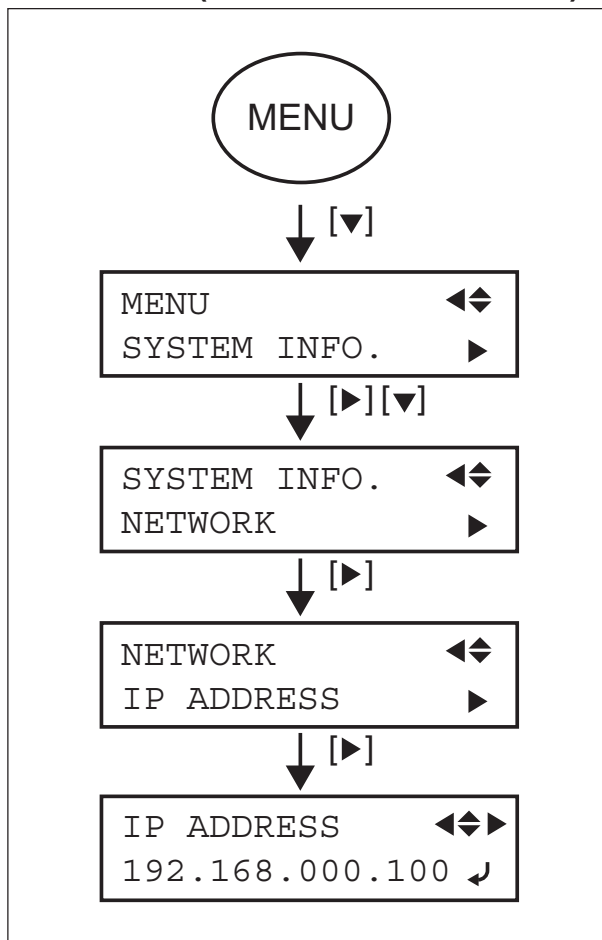 MENU
[▼]
MENU ◀◆
SYSTEM INFO. ▶
[▶][▼]
SYSTEM INFO. ◀◆
NETWORK ▶
[▶]
NETWORK ◀◆
IP ADDRESS ▶
[▶]
IP ADDRESS ◀◆▶
192.168.000.100 ↲